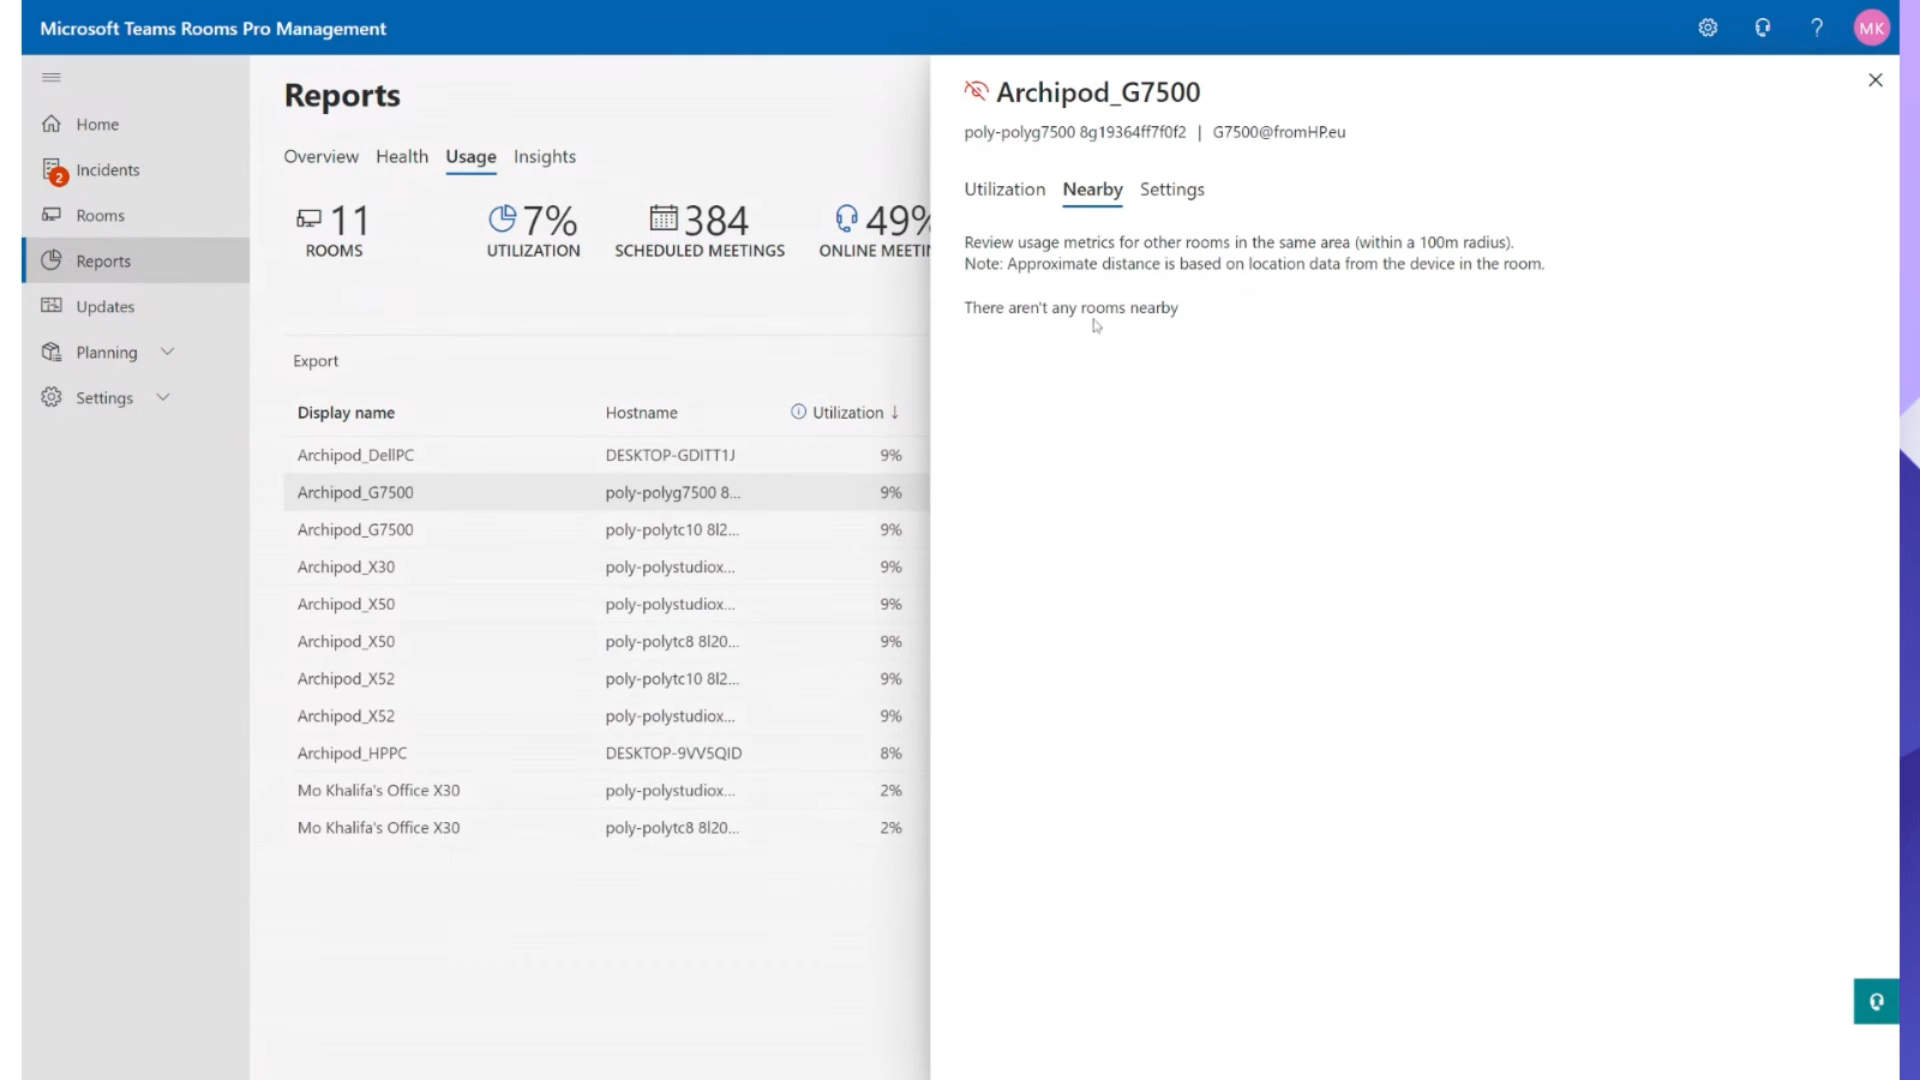 Microsoft Teams Rooms Pro Management
MK
Home
Incidents
2
Rooms
Reports
Updates
Planning
Settings
Reports
Overview Health Usage Insights
11
ROOMS
7%
UTILIZATION
384
SCHEDULED MEETINGS
49%
ONLINE
Export
Display name Hostname Utilization ↓
Archipod_DellPC DESKTOP-GDITT1J 9%
Archipod_G7500 poly-polyg7500 8... 9%
Archipod_G7500 poly-polytc10 8l2... 9%
Archipod_X30 poly-polystudiox... 9%
Archipod_X50 poly-polystudiox... 9%
Archipod_X50 poly-polytc8 8l20... 9%
Archipod_X52 poly-polytc10 8l2... 9%
Archipod_X52 poly-polystudiox... 9%
Archipod_HPPC DESKTOP-9VV5QID 8%
Mo Khalifa's Office X30 poly-polystudiox... 2%
Mo Khalifa's Office X30 poly-polytc8 8l20... 2%
Archipod_G7500
poly-polyg7500 8g19364ff7f0f2 | G7500@fromHP.eu
Utilization Nearby Settings
Review usage metrics for other rooms in the same area (within a 100m radius).
Note: Approximate distance is based on location data from the device in the room.
There aren't any rooms nearby